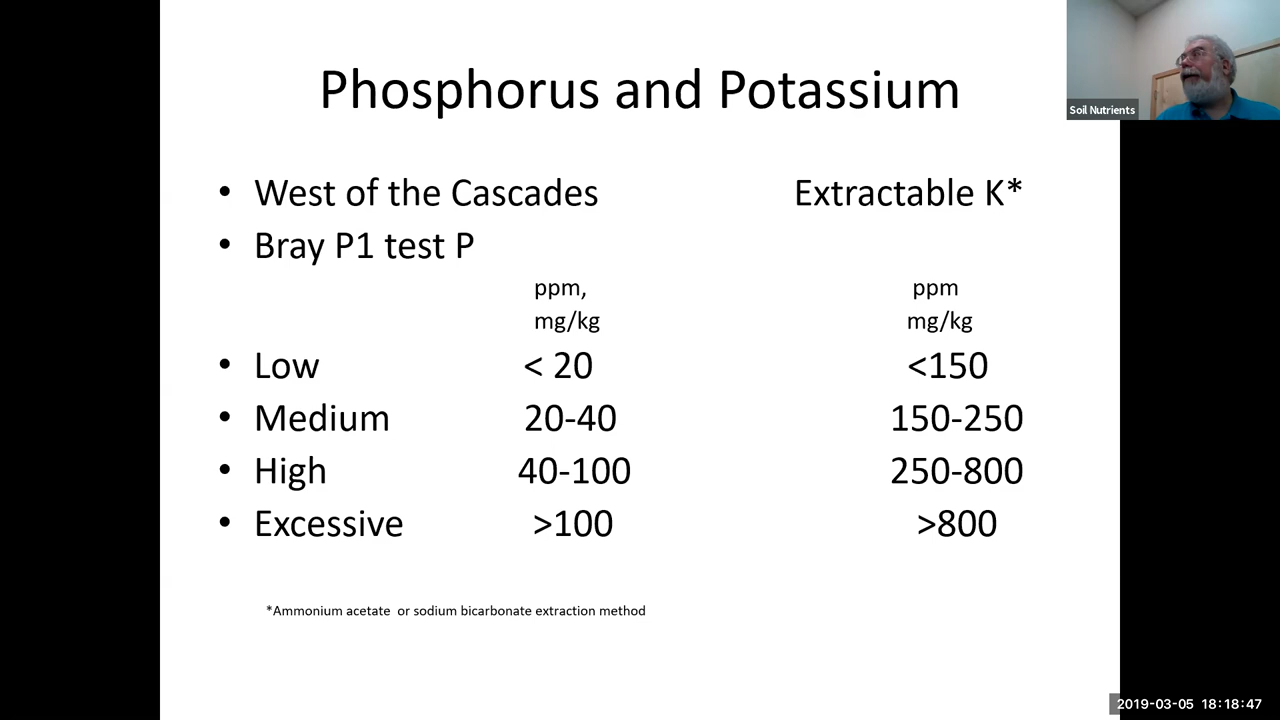 Phosphorus and Potassium
Soil Nutrients
• West of the Cascades Extractable K*
• Bray P1 test P
ppm, ppm
mg/kg mg/kg
• Low < 20 <150
• Medium 20-40 150-250
• High 40-100 250-800
• Excessive >100 >800
*Ammonium acetate or sodium bicarbonate extraction method
2019-03-05 18:18:47